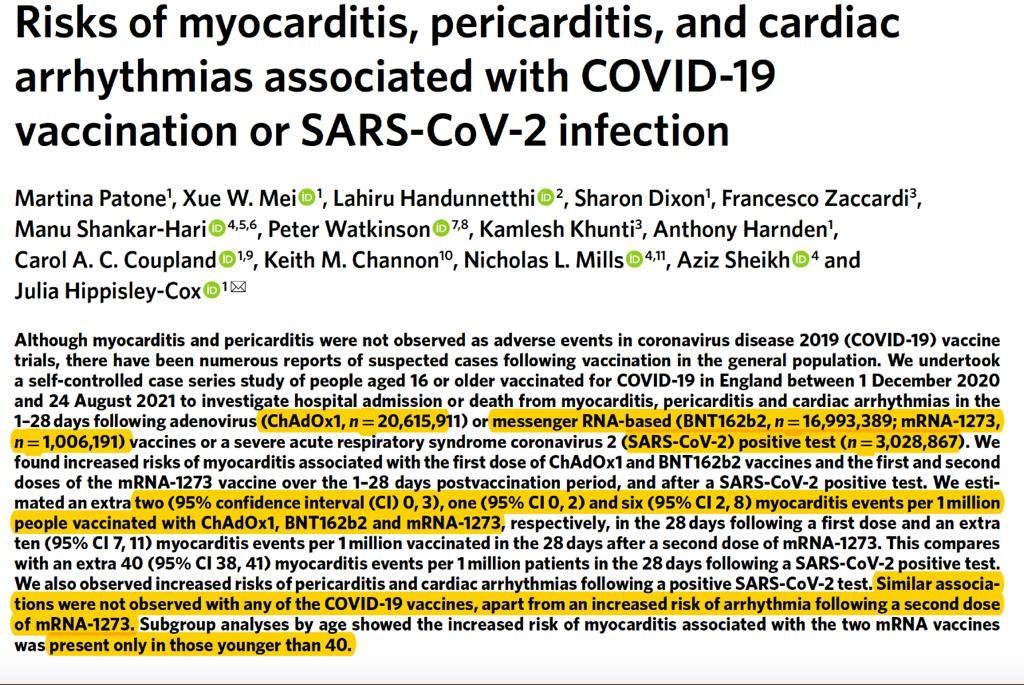 Risks of myocarditis, pericarditis, and cardiac
arrhythmias associated with COVID-19
vaccination or SARS-CoV-2 infection
Martina Patone¹, Xue W. Mei iD ¹, Lahiru Handunnetthi iD ², Sharon Dixon¹, Francesco Zaccardi³,
Manu Shankar-Hari iD ⁴,⁵,⁶, Peter Watkinson iD ⁷,⁸, Kamlesh Khunti³, Anthony Harnden¹,
Carol A. C. Coupland iD ¹,⁹, Keith M. Channon¹⁰, Nicholas L. Mills iD ⁴,¹¹, Aziz Sheikh iD ⁴ and
Julia Hippisley-Cox iD ¹ ✉
Although myocarditis and pericarditis were not observed as adverse events in coronavirus disease 2019 (COVID-19) vaccine
trials, there have been numerous reports of suspected cases following vaccination in the general population. We undertook
a self-controlled case series study of people aged 16 or older vaccinated for COVID-19 in England between 1 December 2020
and 24 August 2021 to investigate hospital admission or death from myocarditis, pericarditis and cardiac arrhythmias in the
1–28 days following adenovirus (ChAdOx1, n = 20,615,911) or messenger RNA-based (BNT162b2, n = 16,993,389; mRNA-1273,
n = 1,006,191) vaccines or a severe acute respiratory syndrome coronavirus 2 (SARS-CoV-2) positive test (n = 3,028,867). We
found increased risks of myocarditis associated with the first dose of ChAdOx1 and BNT162b2 vaccines and the first and second
doses of the mRNA-1273 vaccine over the 1–28 days postvaccination period, and after a SARS-CoV-2 positive test. We esti-
mated an extra two (95% confidence interval (CI) 0, 3), one (95% CI 0, 2) and six (95% CI 2, 8) myocarditis events per 1 million
people vaccinated with ChAdOx1, BNT162b2 and mRNA-1273, respectively, in the 28 days following a first dose and an extra
ten (95% CI 7, 11) myocarditis events per 1 million vaccinated in the 28 days after a second dose of mRNA-1273. This compares
with an extra 40 (95% CI 38, 41) myocarditis events per 1 million patients in the 28 days following a SARS-CoV-2 positive test.
We also observed increased risks of pericarditis and cardiac arrhythmias following a positive SARS-CoV-2 test. Similar associa-
tions were not observed with any of the COVID-19 vaccines, apart from an increased risk of arrhythmia following a second dose
of mRNA-1273. Subgroup analyses by age showed the increased risk of myocarditis associated with the two mRNA vaccines
was present only in those younger than 40.